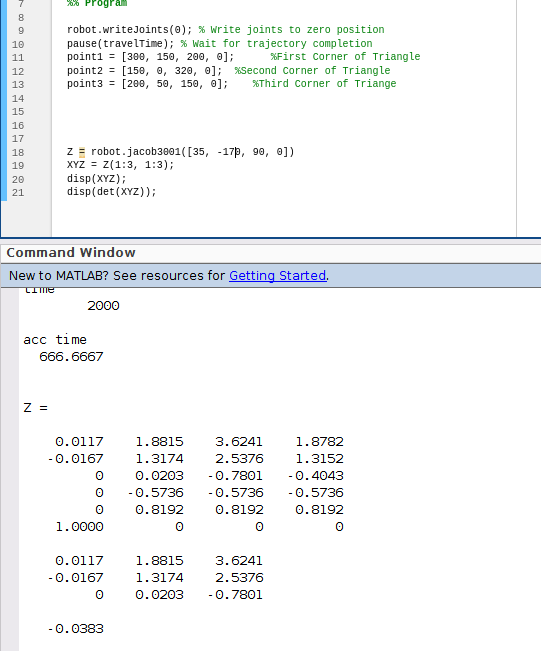 7 %% Program
8
9 robot.writeJoints(0); % Write joints to zero position
10 pause(travelTime); % Wait for trajectory completion
11 point1 = [300, 150, 200, 0]; %First Corner of Triangle
12 point2 = [150, 0, 320, 0]; %Second Corner of Triangle
13 point3 = [200, 50, 150, 0]; %Third Corner of Triange
14
15
16
17
18 Z = robot.jacob3001([35, -170, 90, 0])
19 XYZ = Z(1:3, 1:3);
20 disp(XYZ);
21 disp(det(XYZ));
Command Window
New to MATLAB? See resources for Getting Started.
time
2000
acc time
666.6667
Z =
0.0117 1.8815 3.6241 1.8782
-0.0167 1.3174 2.5376 1.3152
0 0.0203 -0.7801 -0.4043
0 -0.5736 -0.5736 -0.5736
0 0.8192 0.8192 0.8192
1.0000 0 0 0
0.0117 1.8815 3.6241
-0.0167 1.3174 2.5376
0 0.0203 -0.7801
-0.0383